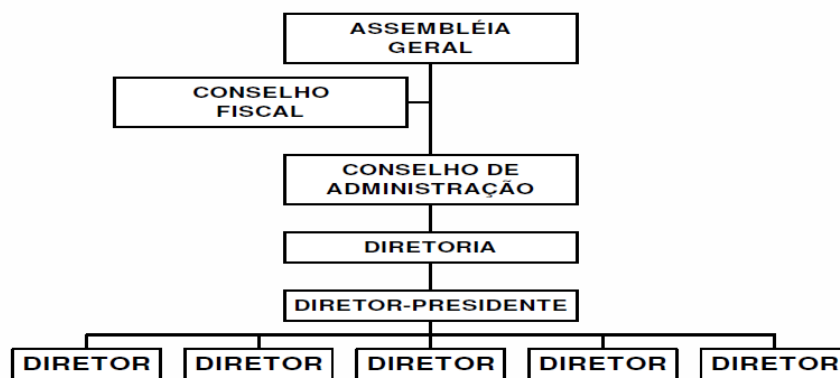 ASSEMBLÉIA
GERAL
CONSELHO
FISCAL
CONSELHO DE
ADMINISTRAÇÃO
DIRETORIA
DIRETOR-PRESIDENTE
DIRETOR DIRETOR DIRETOR DIRETOR DIRETOR